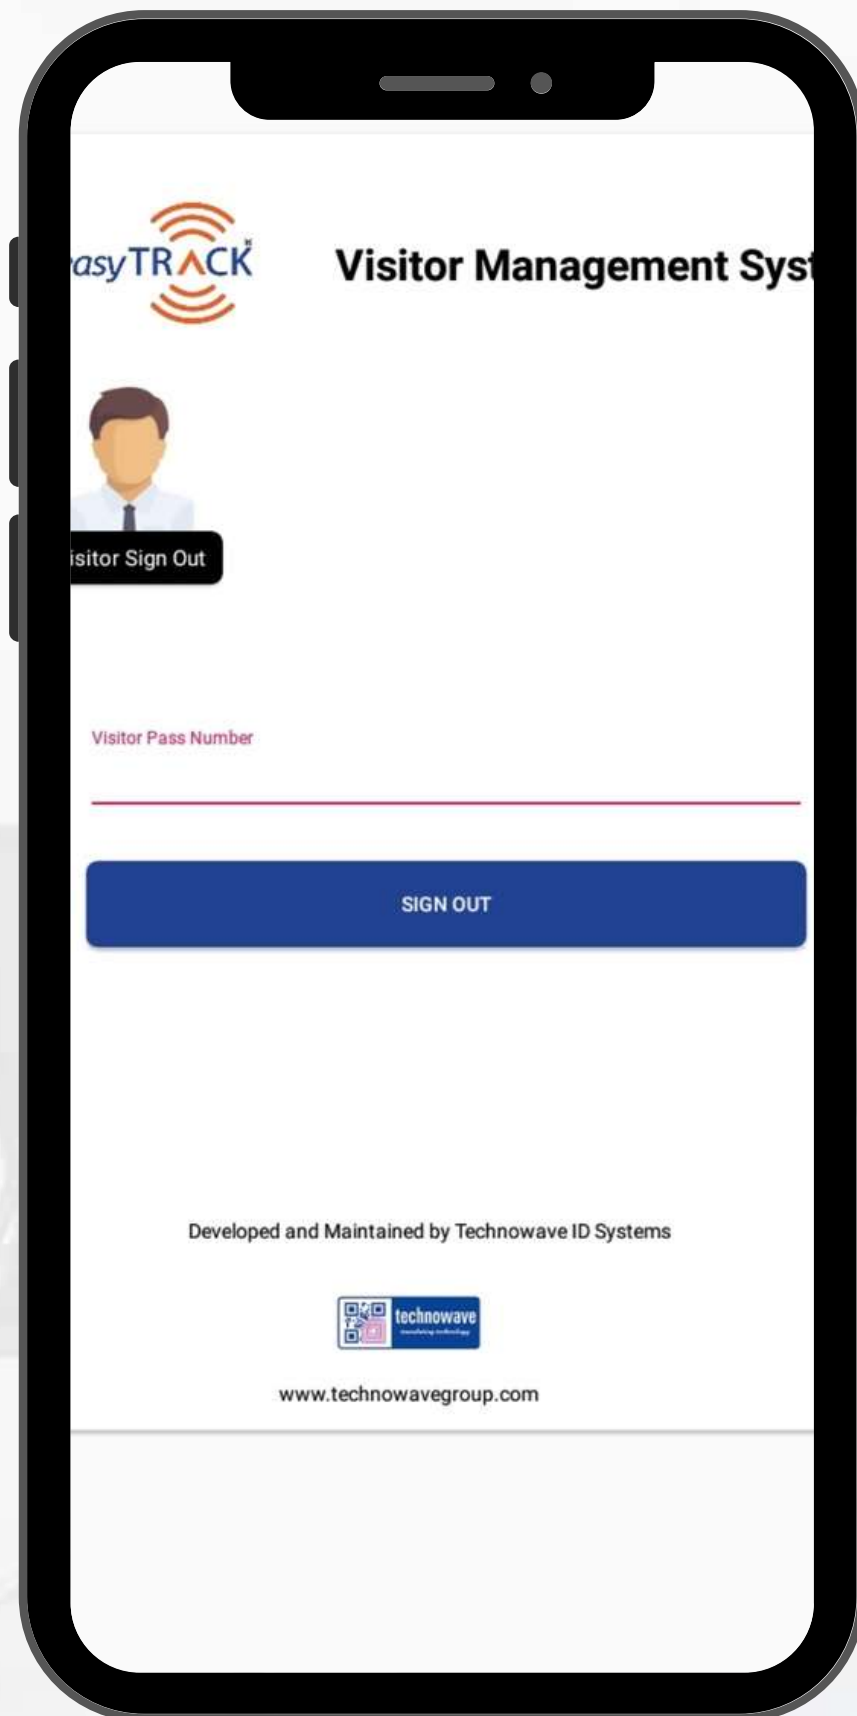 asyTRACK
Visitor Management Syst
isitor Sign Out
Visitor Pass Number
SIGN OUT
Developed and Maintained by Technowave ID Systems
technowave
www.technowavegroup.com